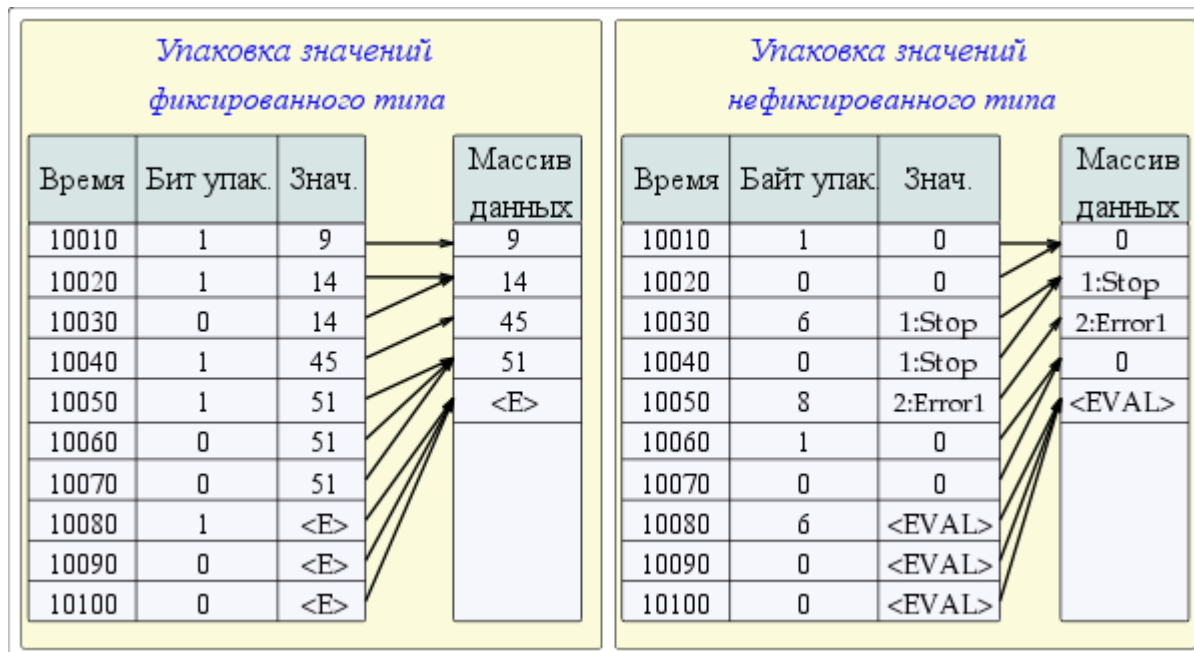 Упаковка значений
фиксированного типа
Время Бит упак. Знач. Массив данных
10010 1 9 9
10020 1 14 14
10030 0 14 45
10040 1 45 51
10050 1 51 <E>
10060 0 51
10070 0 51
10080 1 <E>
10090 0 <E>
10100 0 <E>
Упаковка значений
нефиксированного типа
Время Байт упак. Знач. Массив данных
10010 1 0 0
10020 0 0 1:Stop
10030 6 1:Stop 2:Error1
10040 0 1:Stop 0
10050 8 2:Error1 <EVAL>
10060 1 0
10070 0 0
10080 6 <EVAL>
10090 0 <EVAL>
10100 0 <EVAL>